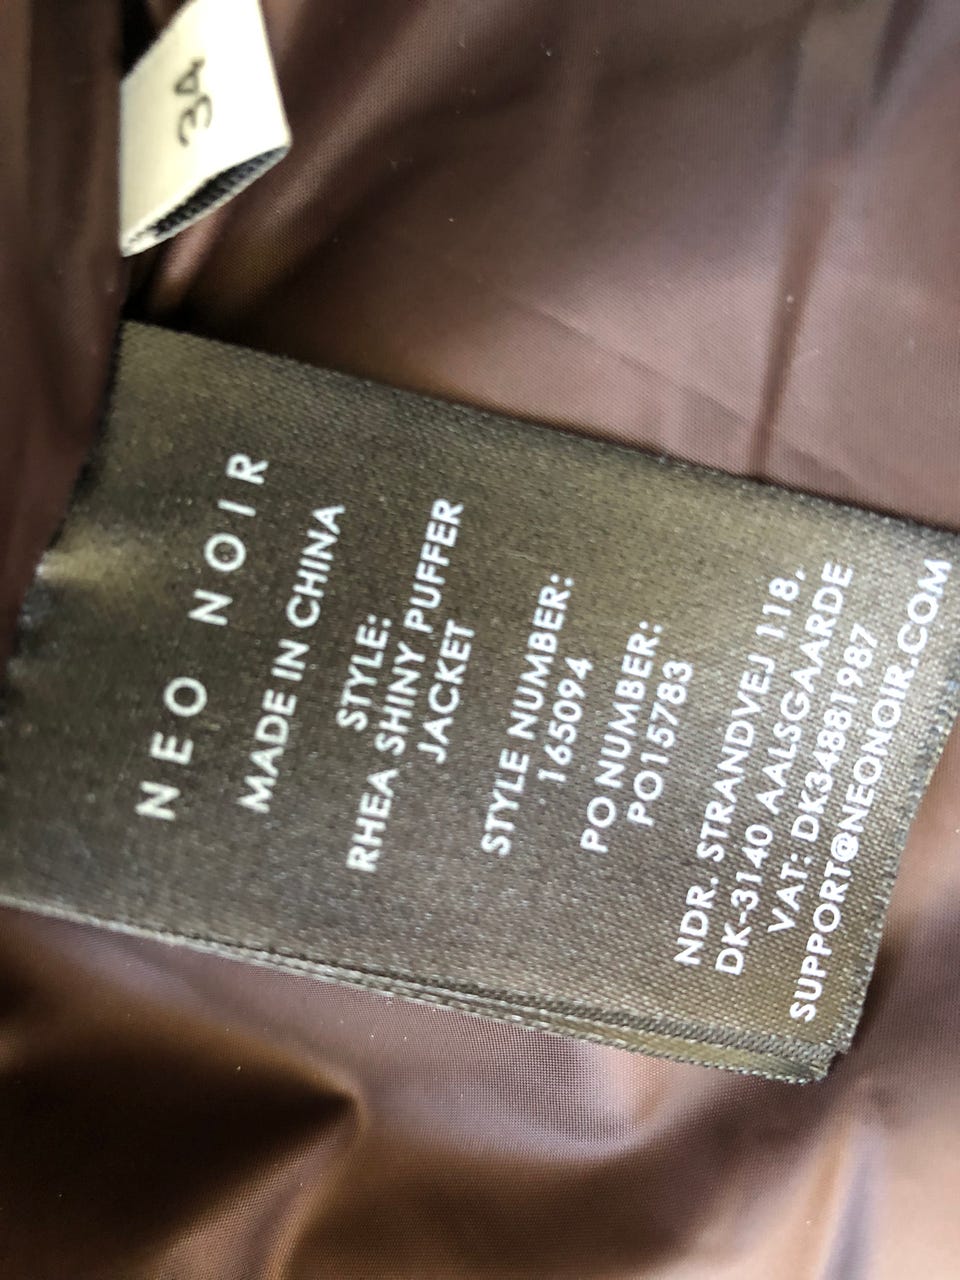 34
NEO NOIR
MADE IN CHINA
STYLE:
RHEA SHINY PUFFER
JACKET
STYLE NUMBER:
165094
PO NUMBER:
PO15783
NDR. STRANDVEJ 118,
DK-3140 AALSGAARDE
VAT: DK34881987
SUPPORT@NEONOIR.COM